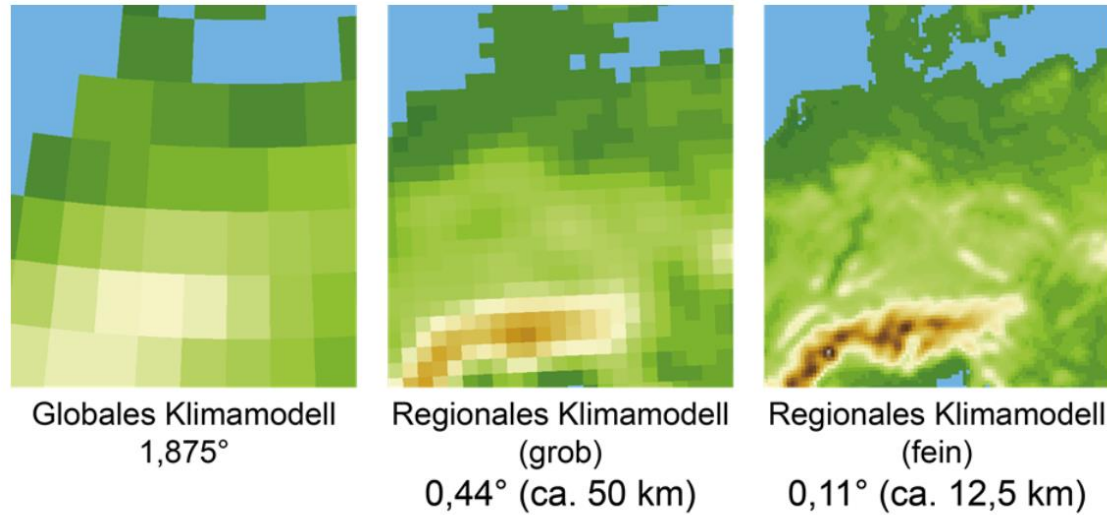 Globales Klimamodell
1,875°
Regionales Klimamodell
(grob)
0,44° (ca. 50 km)
Regionales Klimamodell
(fein)
0,11° (ca. 12,5 km)